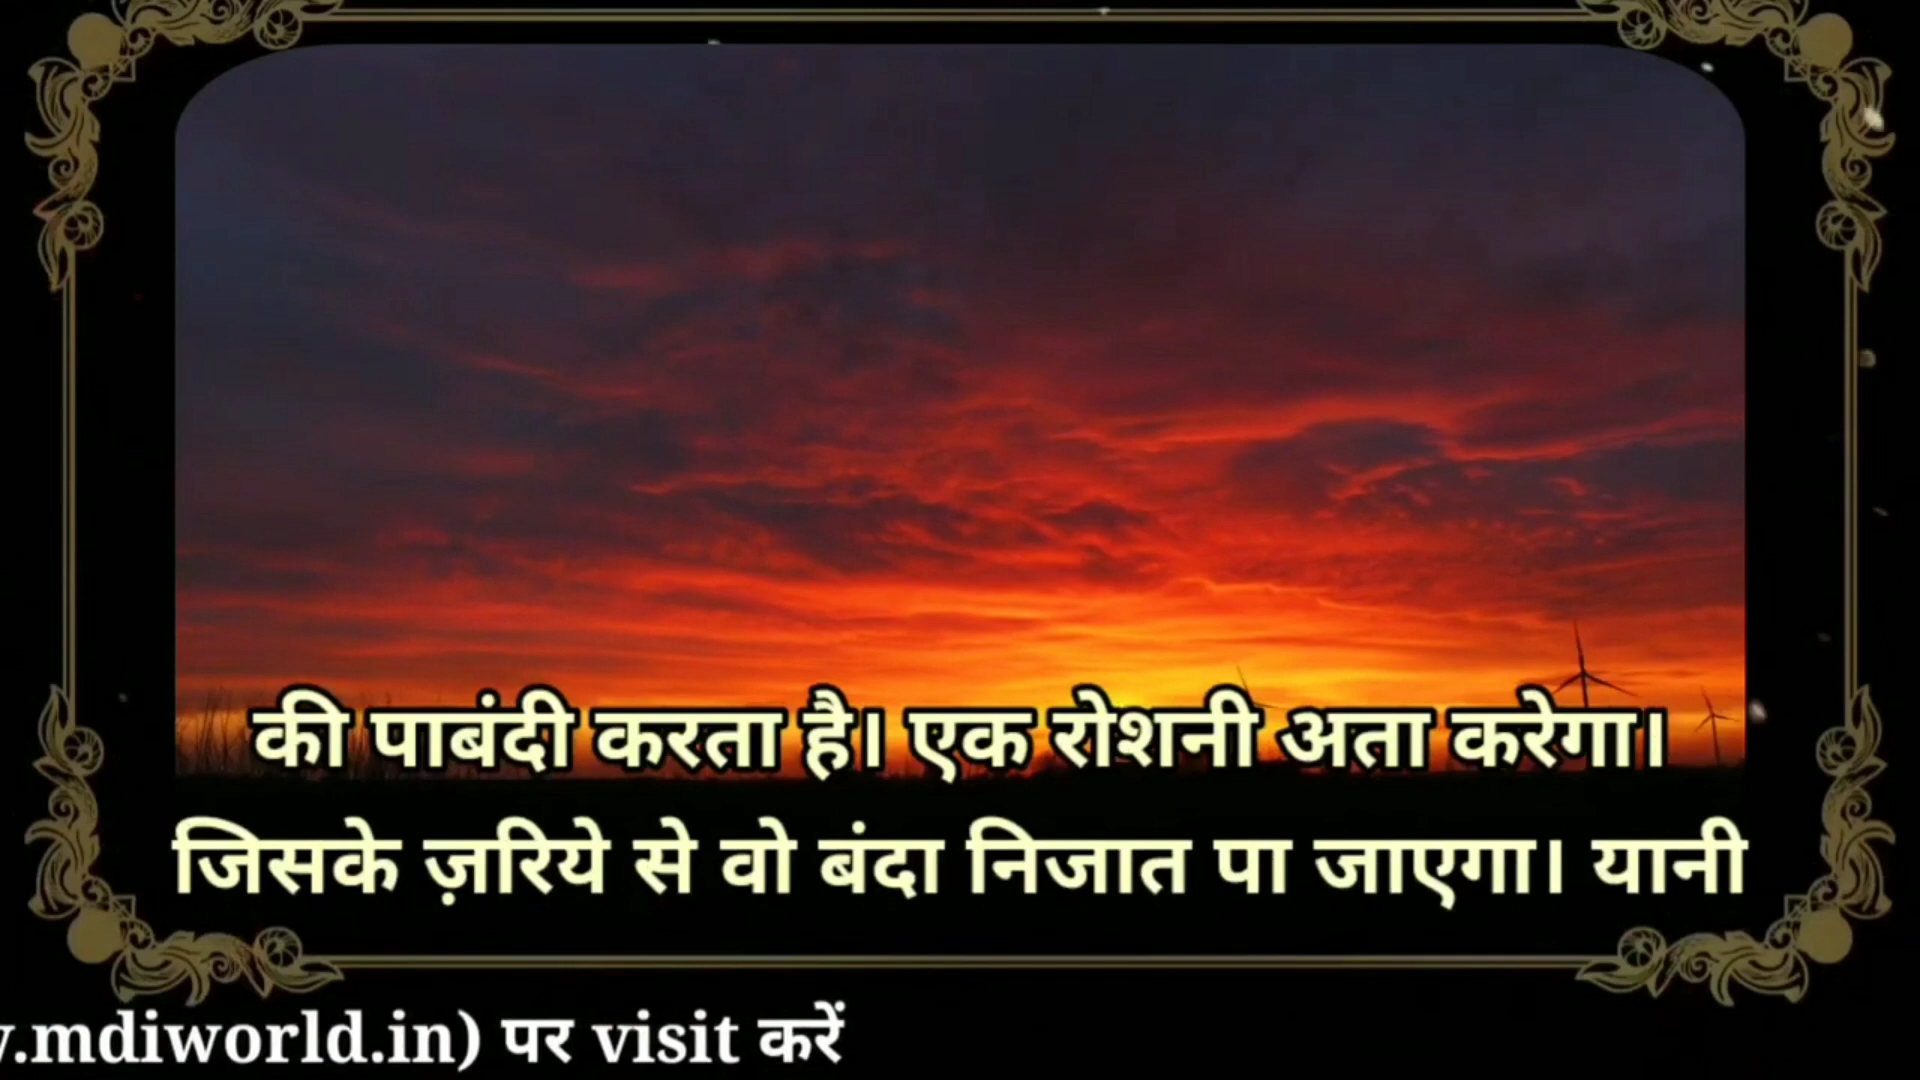 की पाबंदी करता है। एक रोशनी अता करेगा।
जिसके ज़रिये से वो बंदा निजात पा जाएगा। यानी
.mdiworld.in) पर visit करें